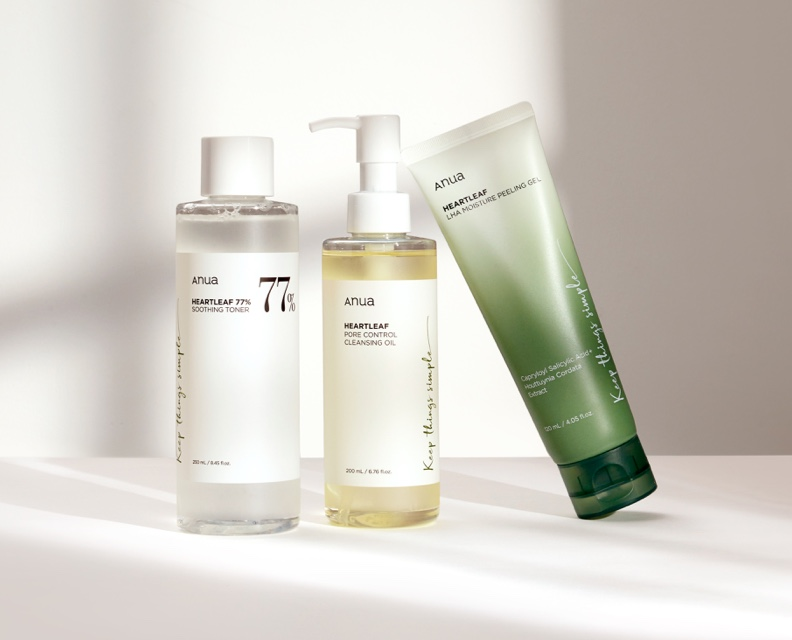 Anua
HEARTLEAF 77%
SOOTHING TONER
77%
Keep things simple
250 mL / 8.45 fl.oz.
Anua
HEARTLEAF
PORE CONTROL
CLEANSING OIL
Keep things simple
200 mL / 6.76 fl.oz.
Anua
HEARTLEAF
LHA MOISTURE PEELING GEL
Keep things simple
Capryloyl Salicylic Acid+
Houttuynia Cordata
Extract
120 mL / 4.05 fl.oz.